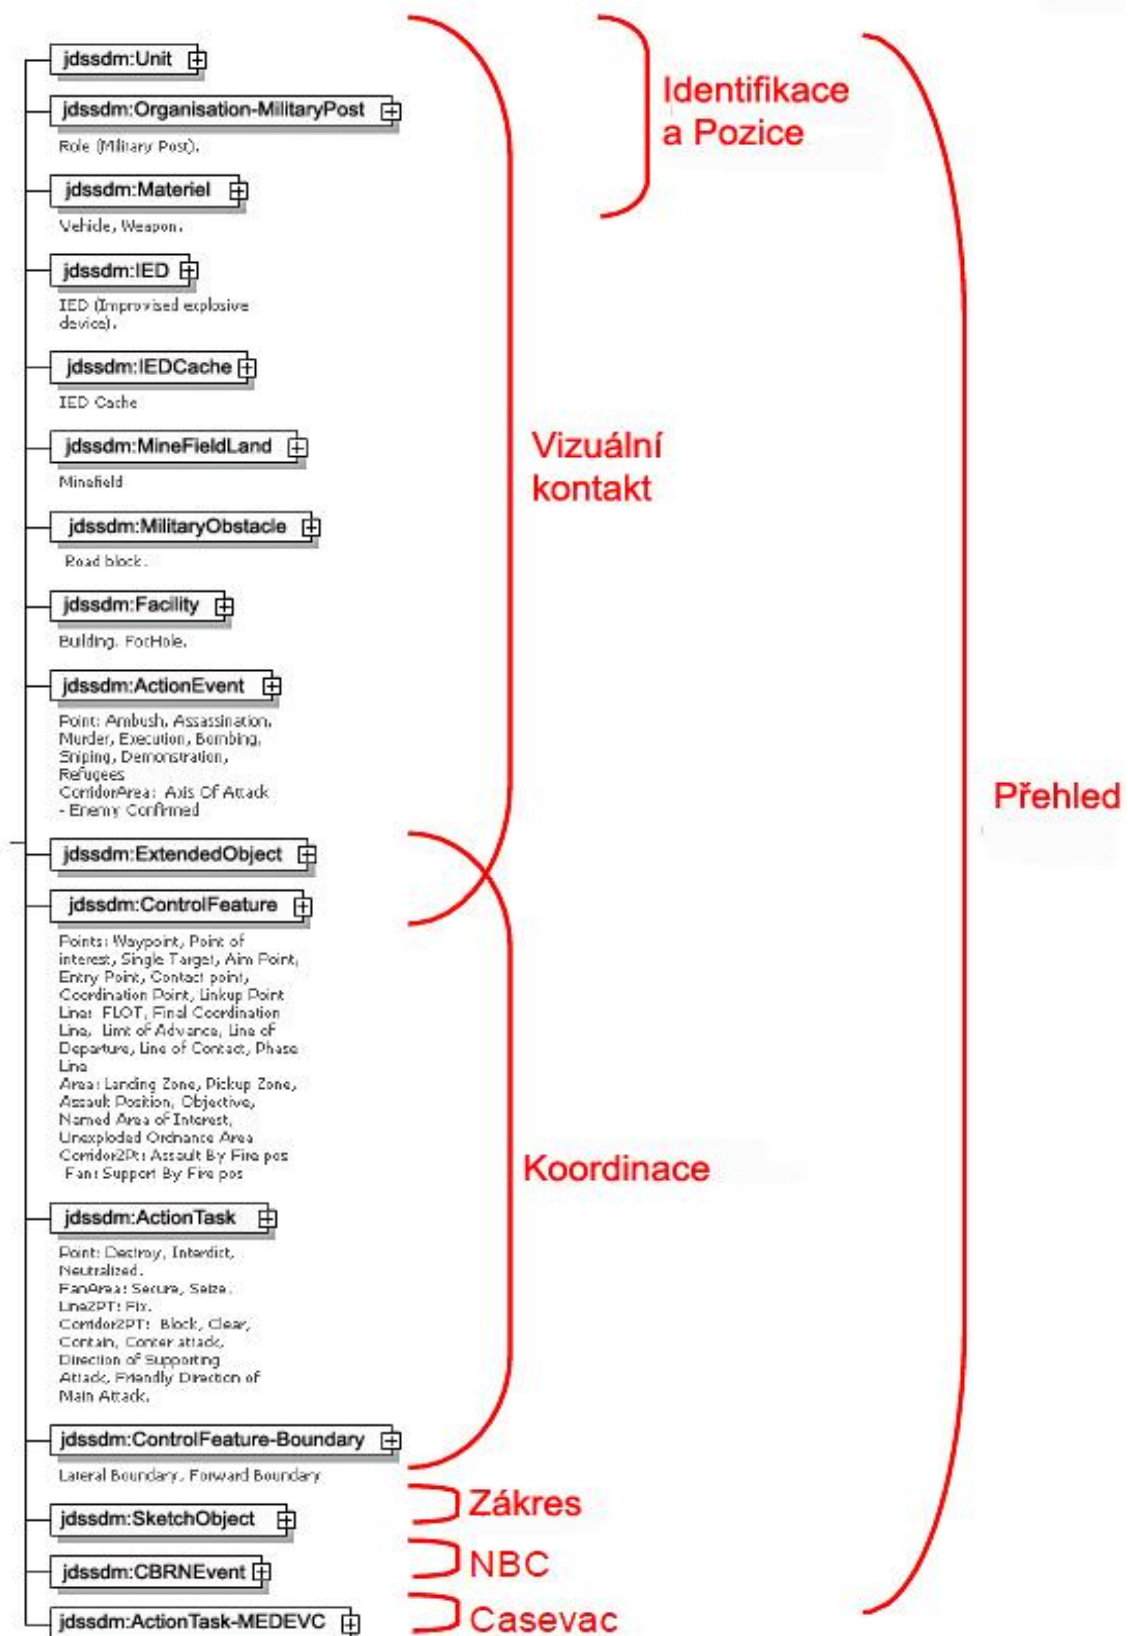 jdssdm:Unit
jdssdm:Organisation-MilitaryPost
Role (Military Post).
jdssdm:Materiel
Vehicle, Weapon.
Identifikace
a Pozice
jdssdm:IED
IED (Improvised explosive
device).
jdssdm:IEDCache
IED Cache
jdssdm:MineFieldLand
Minefield
Vizuální
kontakt
jdssdm:MilitaryObstacle
Road block.
jdssdm:Facility
Building. FoxHole.
jdssdm:ActionEvent
Point: Ambush, Assassination,
Murder, Execution, Bombing,
Sniping, Demonstration,
Refugees
CorridorArea: Axis Of Attack
- Enemy Confirmed
Přehled
jdssdm:ExtendedObject
jdssdm:ControlFeature
Points: Waypoint, Point of
interest, Single Target, Aim Point,
Entry Point, Contact point,
Coordination Point, Linkup Point
Line: FLOT, Final Coordination
Line, Limt of Advance, Line of
Departure, Line of Contact, Phase
Line
Area: Landing Zone, Pickup Zone,
Assault Position, Objective,
Named Area of Interest,
Unexploded Ordnance Area
Corridor2Pt: Assault By Fire pos
Fan: Support By Fire pos
Koordinace
jdssdm:ActionTask
Point: Destroy, Interdict,
Neutralized.
FanArea: Secure, Seize.
Line2PT: Fix.
Corridor2PT: Block, Clear,
Contain, Conter attack,
Direction of Supporting
Attack, Friendly Direction of
Main Attack.
jdssdm:ControlFeature-Boundary
Lateral Boundary, Forward Boundary
jdssdm:SketchObject
Zákres
jdssdm:CBRNEvent
NBC
jdssdm:ActionTask-MEDEVC
Casevac